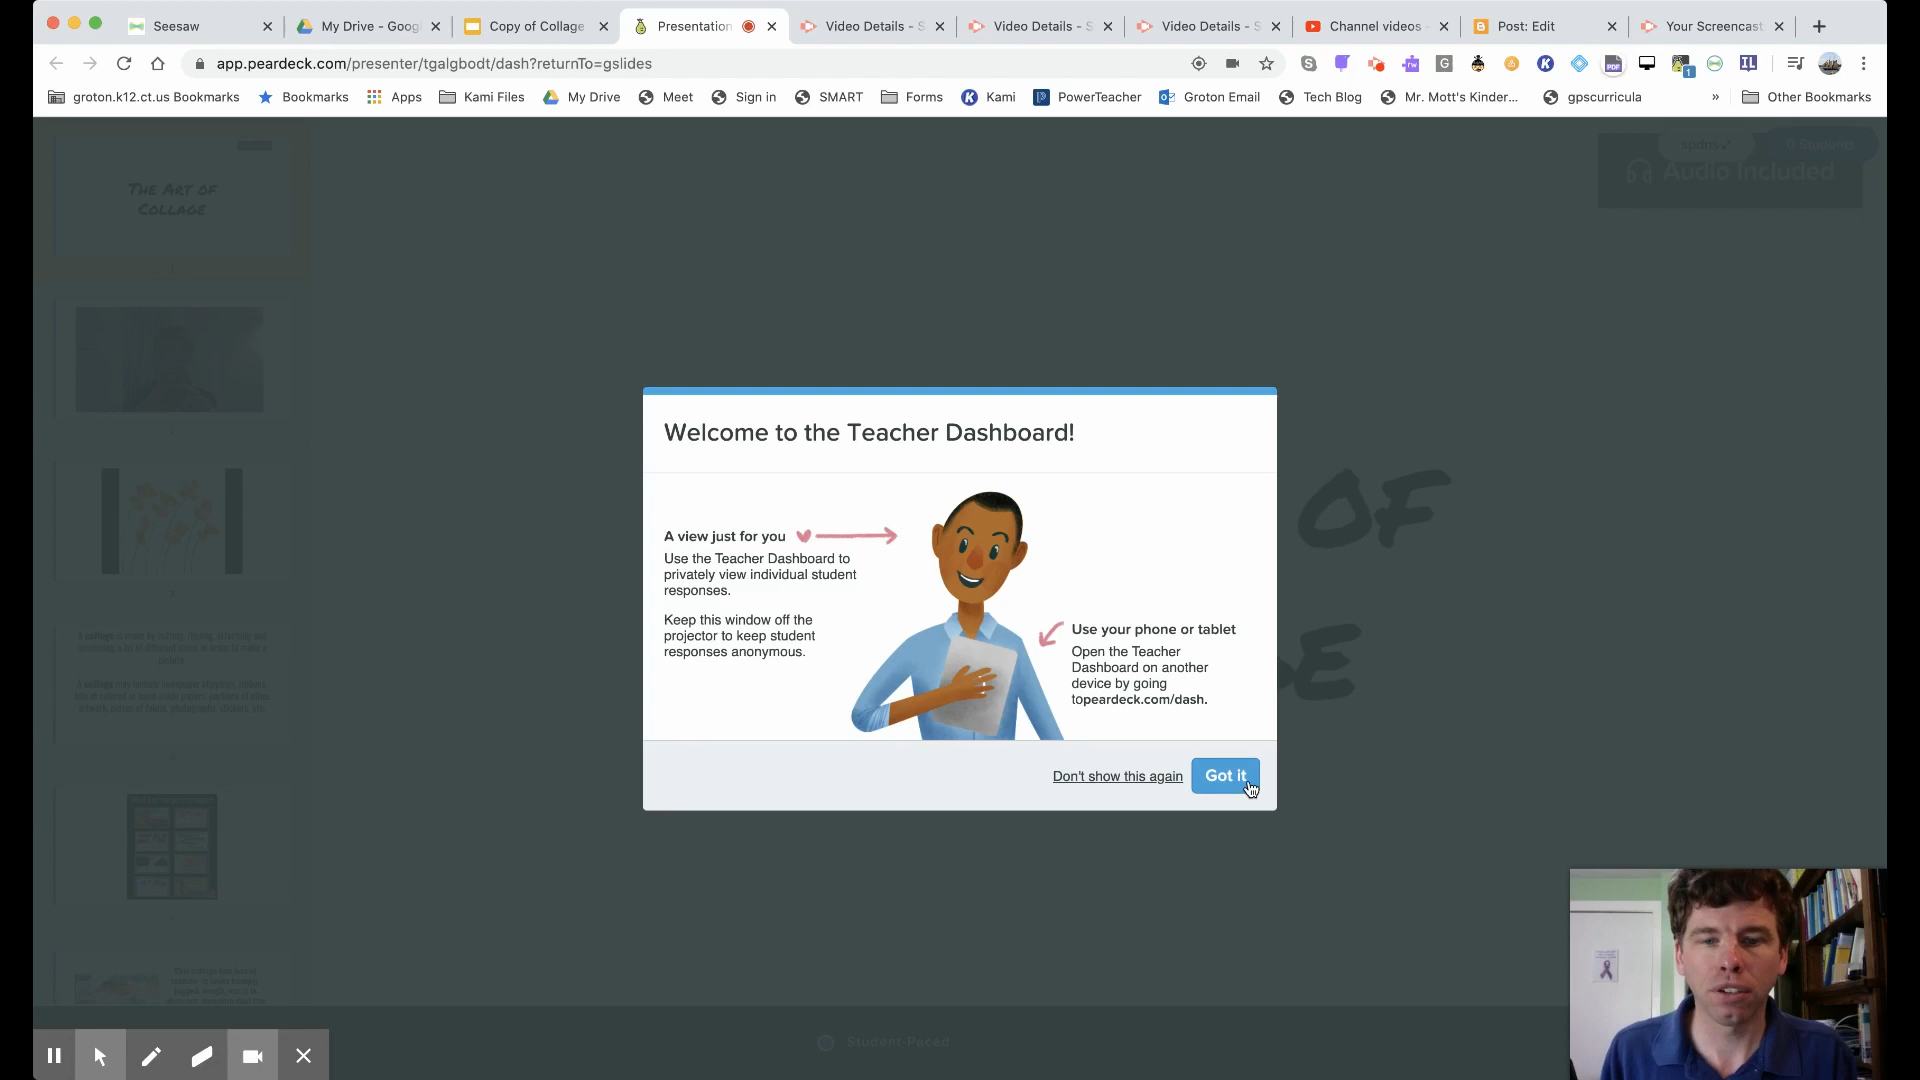 Seesaw
My Drive - Goog
Copy of Collage
Presentation
Video Details - S
Video Details - S
Video Details - S
Channel videos -
Post: Edit
Your Screencast
app.peardeck.com/presenter/tgalgbodt/dash?returnTo=gslides
groton.k12.ct.us Bookmarks
Bookmarks
Apps
Kami Files
My Drive
Meet
Sign in
SMART
Forms
Kami
PowerTeacher
Groton Email
Tech Blog
Mr. Mott's Kinder...
gpscurricula
»
Other Bookmarks
The Art of
Collage
0 Students
Audio Included
OF
Welcome to the Teacher Dashboard!
A view just for you
Use the Teacher Dashboard to
privately view individual student
responses.
Keep this window off the
projector to keep student
responses anonymous.
Use your phone or tablet
Open the Teacher
Dashboard on another
device by going
topeardeck.com/dash.
Don't show this again
Got it
Student-Paced